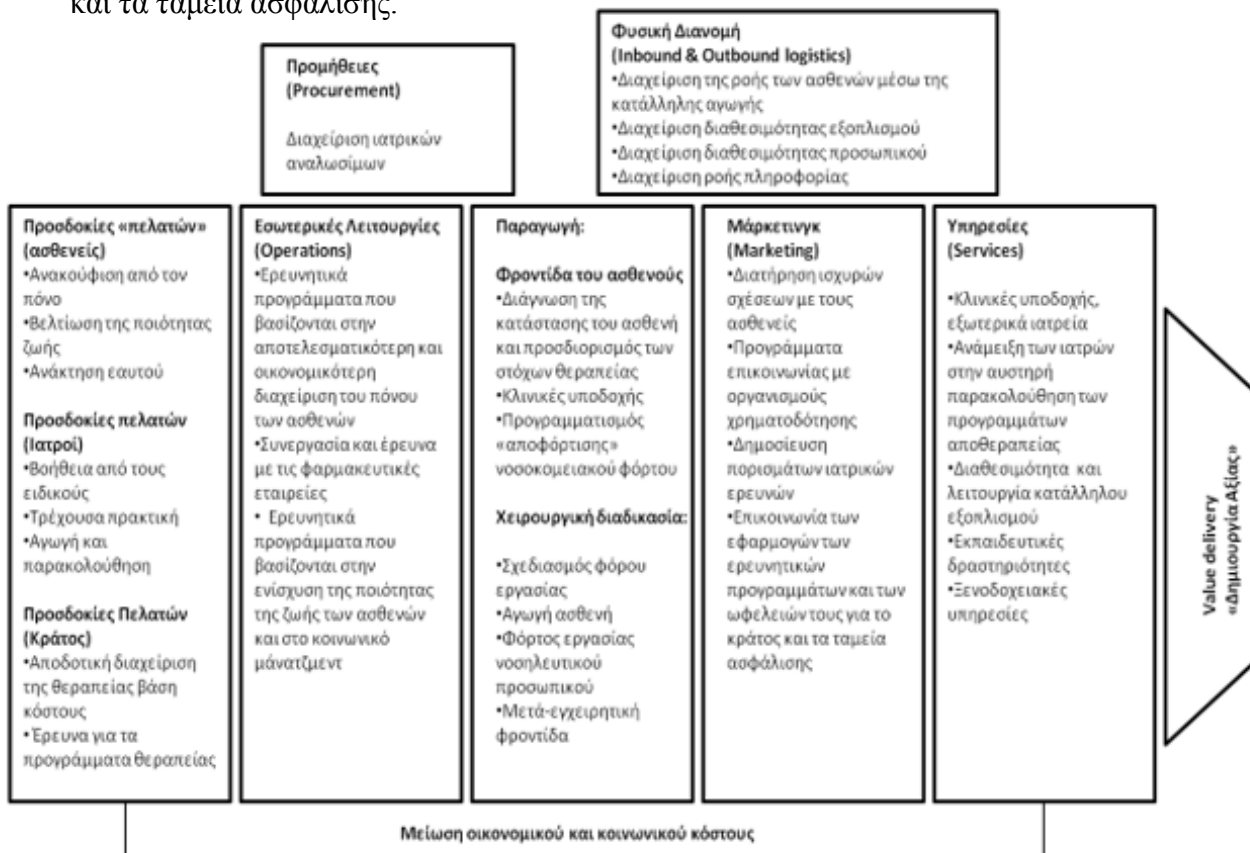 και τα ταμεία ασφάλισης.
Προμήθειες
(Procurement)
Διαχείριση ιατρικών
αναλωσίμων
Φυσική Διανομή
(Inbound & Outbound logistics)
•Διαχείριση της ροής των ασθενών μέσω της
κατάλληλης αγωγής
•Διαχείριση διαθεσιμότητας εξοπλισμού
•Διαχείριση διαθεσιμότητας προσωπικού
•Διαχείριση ροής πληροφορίας
Προσδοκίες «πελατών»
(ασθενείς)
•Ανακούφιση από τον
πόνο
•Βελτίωση της ποιότητας
ζωής
•Ανάκτηση εαυτού
Προσδοκίες πελατών
(Ιατροί)
•Βοήθεια από τους
ειδικούς
•Τρέχουσα πρακτική
•Αγωγή και
παρακολούθηση
Προσδοκίες Πελατών
(Κράτος)
•Αποδοτική διαχείριση
της θεραπείας βάση
κόστους
•Έρευνα για τα
προγράμματα θεραπείας
Εσωτερικές Λειτουργίες
(Operations)
•Ερευνητικά
προγράμματα που
βασίζονται στην
αποτελεσματικότερη και
οικονομικότερη
διαχείριση του πόνου
των ασθενών
•Συνεργασία και έρευνα
με τις φαρμακευτικές
εταιρείες
• Ερευνητικά
προγράμματα που
βασίζονται στην
ενίσχυση της ποιότητας
της ζωής των ασθενών
και στο κοινωνικό
μάνατζμεντ
Παραγωγή:
Φροντίδα του ασθενούς
•Διάγνωση της
κατάστασης του ασθενή
και προσδιορισμός των
στόχων θεραπείας
•Κλινικές υποδοχής
•Προγραμματισμός
«αποφόρτισης»
νοσοκομειακού φόρτου
Χειρουργική διαδικασία:
•Σχεδιασμός φόρου
εργασίας
•Αγωγή ασθενή
•Φόρτος εργασίας
νοσηλευτικού
προσωπικού
•Μετά-εγχειρητική
φροντίδα
Μάρκετινγκ
(Marketing)
•Διατήρηση ισχυρών
σχέσεων με τους
ασθενείς
•Προγράμματα
επικοινωνίας με
οργανισμούς
χρηματοδότησης
•Δημοσίευση
πορισμάτων ιατρικών
ερευνών
•Επικοινωνία των
εφαρμογών των
ερευνητικών
προγραμμάτων και των
ωφελειών τους για το
κράτος και τα ταμεία
ασφάλισης
Υπηρεσίες
(Services)
•Κλινικές υποδοχής,
εξωτερικά ιατρεία
•Ανάμειξη των ιατρών
στην αυστηρή
παρακολούθηση των
προγραμμάτων
αποθεραπείας
•Διαθεσιμότητα και
λειτουργία κατάλληλου
εξοπλισμού
•Εκπαιδευτικές
δραστηριότητες
•Ξενοδοχειακές
υπηρεσίες
Value delivery
«Δημιουργία Αξίας»
Μείωση οικονομικού και κοινωνικού κόστους